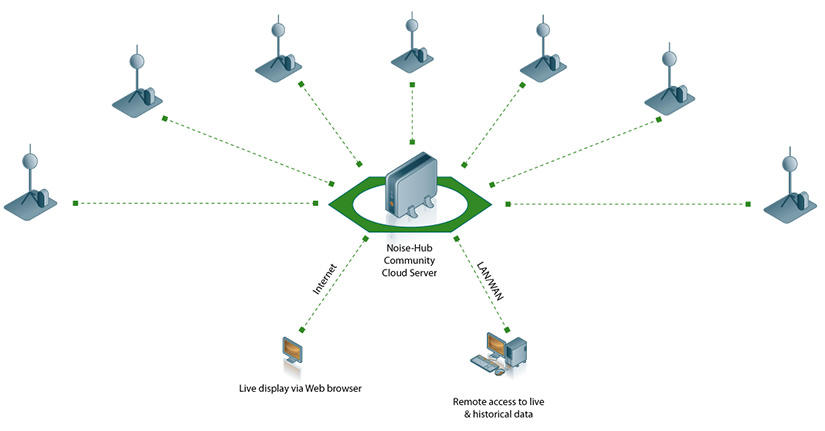 Noise-Hub
Community
Cloud Server
Internet
LAN/WAN
Live display via Web browser
Remote access to live
& historical data